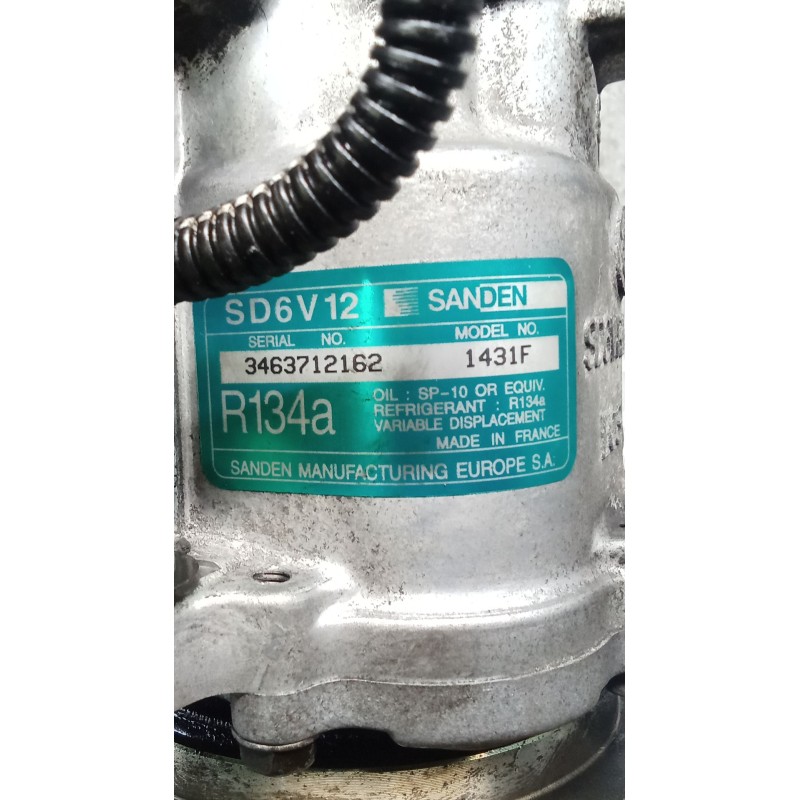 SD6V12 SANDEN
SERIAL NO. MODEL NO.
3463712162 1431F
R134a
OIL : SP-10 OR EQUIV.
REFRIGERANT : R134a
VARIABLE DISPLACEMENT
MADE IN FRANCE
SANDEN MANUFACTURING EUROPE S.A.